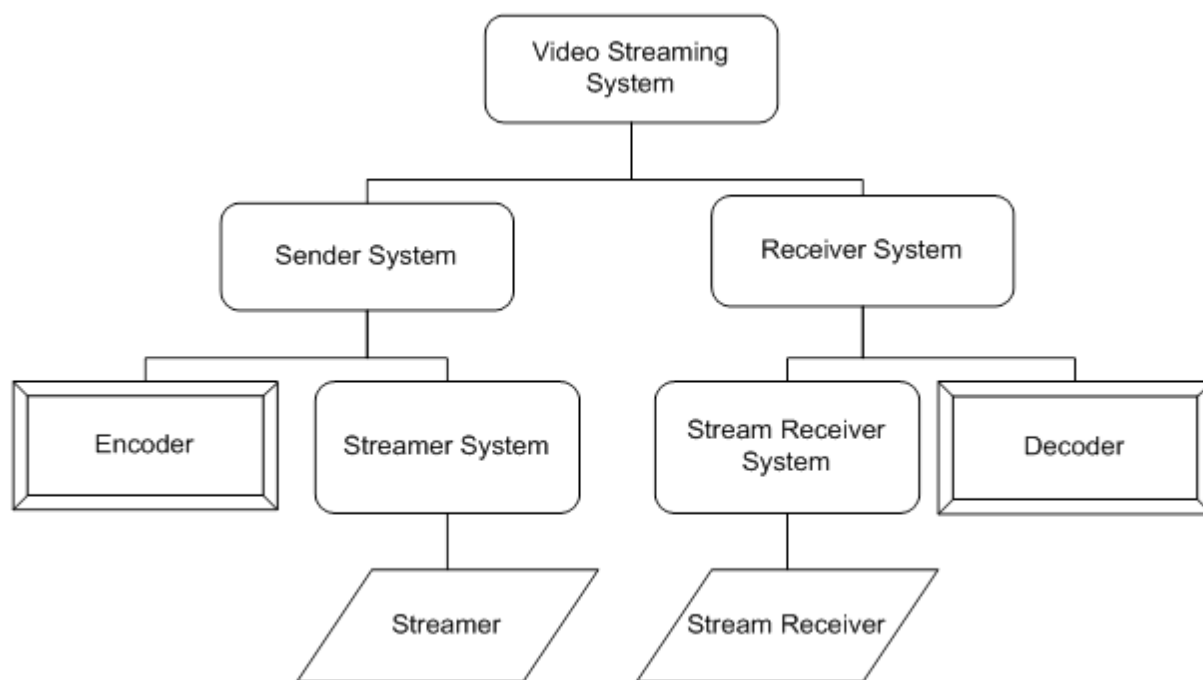 Video Streaming
System
Sender System
Receiver System
Encoder
Streamer System
Stream Receiver
System
Decoder
Streamer
Stream Receiver